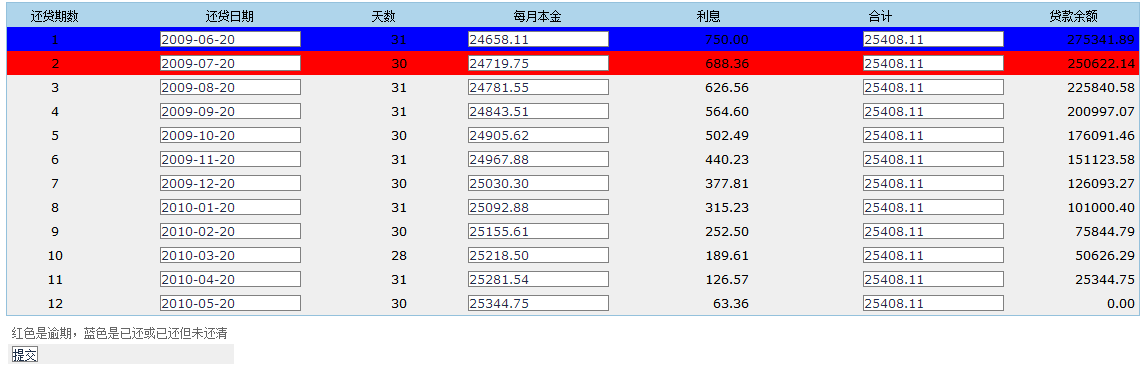 还贷期数 还贷日期 天数 每月本金 利息 合计 贷款余额
1 2009-06-20 31 24658.11 750.00 25408.11 275341.89
2 2009-07-20 30 24719.75 688.36 25408.11 250622.14
3 2009-08-20 31 24781.55 626.56 25408.11 225840.58
4 2009-09-20 31 24843.51 564.60 25408.11 200997.07
5 2009-10-20 30 24905.62 502.49 25408.11 176091.46
6 2009-11-20 31 24967.88 440.23 25408.11 151123.58
7 2009-12-20 30 25030.30 377.81 25408.11 126093.27
8 2010-01-20 31 25092.88 315.23 25408.11 101000.40
9 2010-02-20 31 25155.61 252.50 25408.11 75844.79
10 2010-03-20 28 25218.50 189.61 25408.11 50626.29
11 2010-04-20 31 25281.54 126.57 25408.11 25344.75
12 2010-05-20 30 25344.75 63.36 25408.11 0.00
红色是逾期，蓝色是已还或已还但未还清
提交